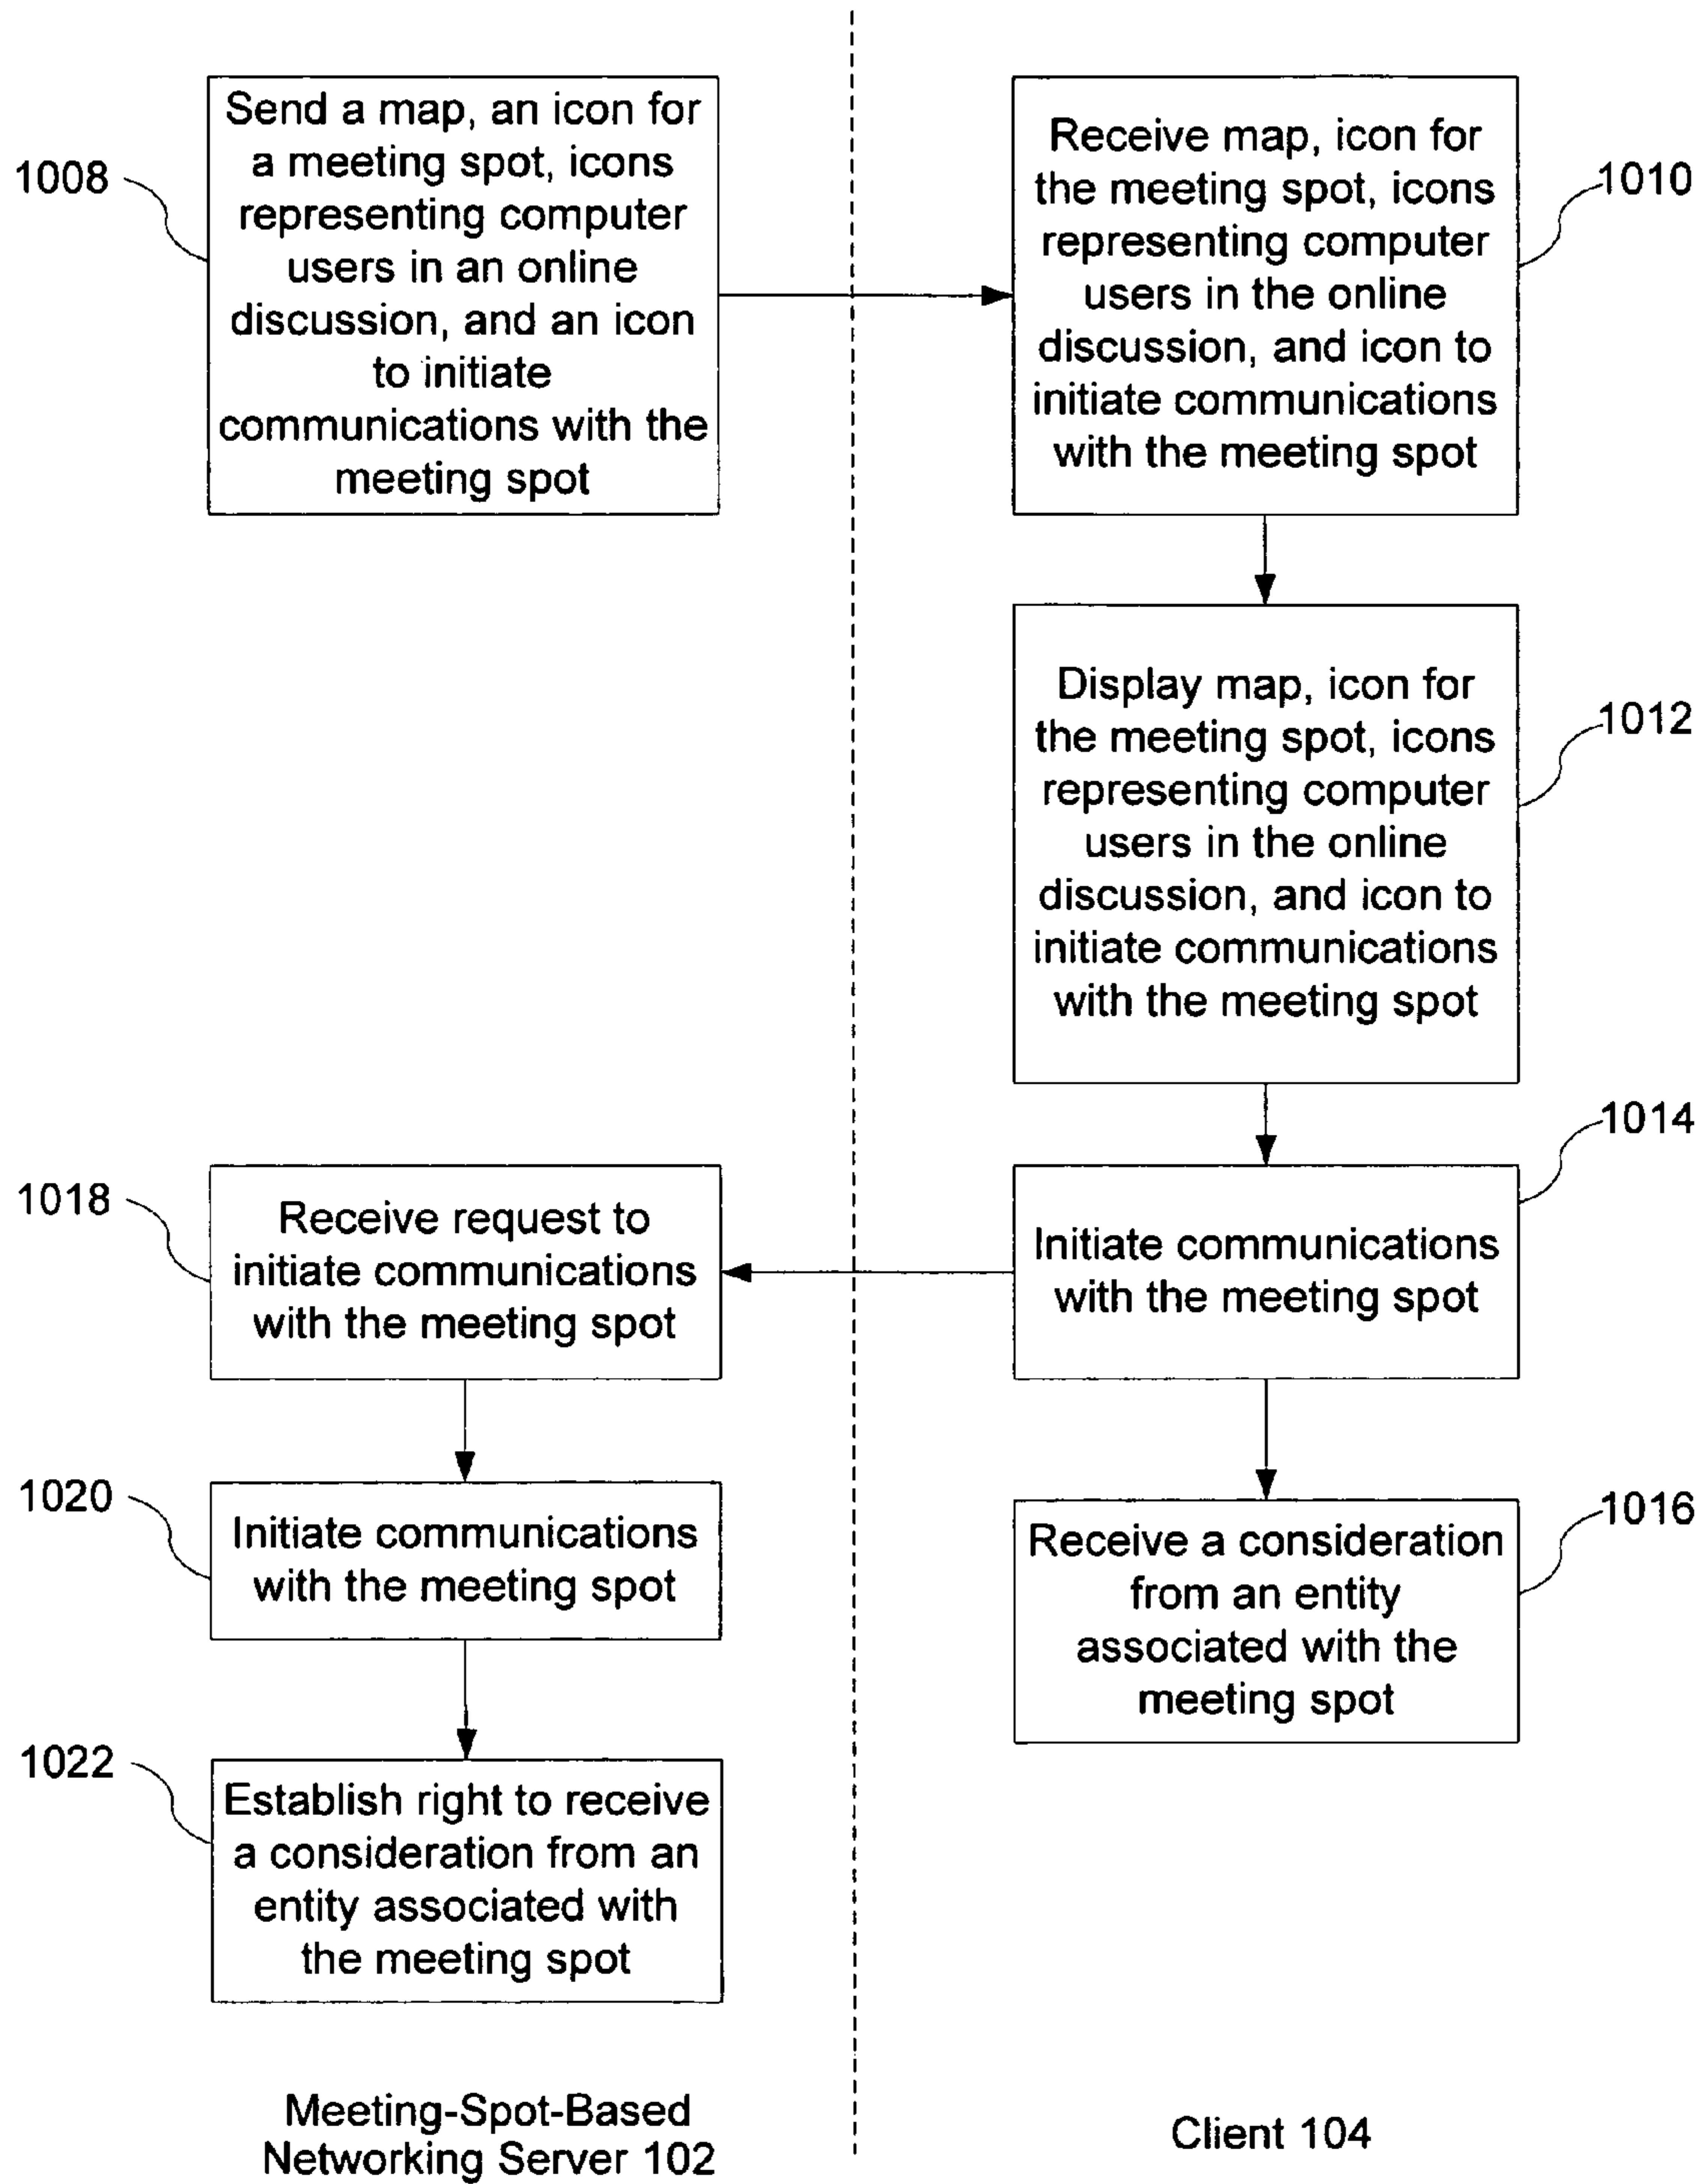 1008
Send a map, an icon for
a meeting spot, icons
representing computer
users in an online
discussion, and an icon
to initiate
communications with the
meeting spot
1010
Receive map, icon for
the meeting spot, icons
representing computer
users in the online
discussion, and icon to
initiate communications
with the meeting spot
1012
Display map, icon for
the meeting spot, icons
representing computer
users in the online
discussion, and icon to
initiate communications
with the meeting spot
1014
Initiate communications
with the meeting spot
1018
Receive request to
initiate communications
with the meeting spot
1016
Receive a consideration
from an entity
associated with the
meeting spot
1020
Initiate communications
with the meeting spot
1022
Establish right to receive
a consideration from an
entity associated with
the meeting spot
Meeting-Spot-Based
Networking Server 102
Client 104